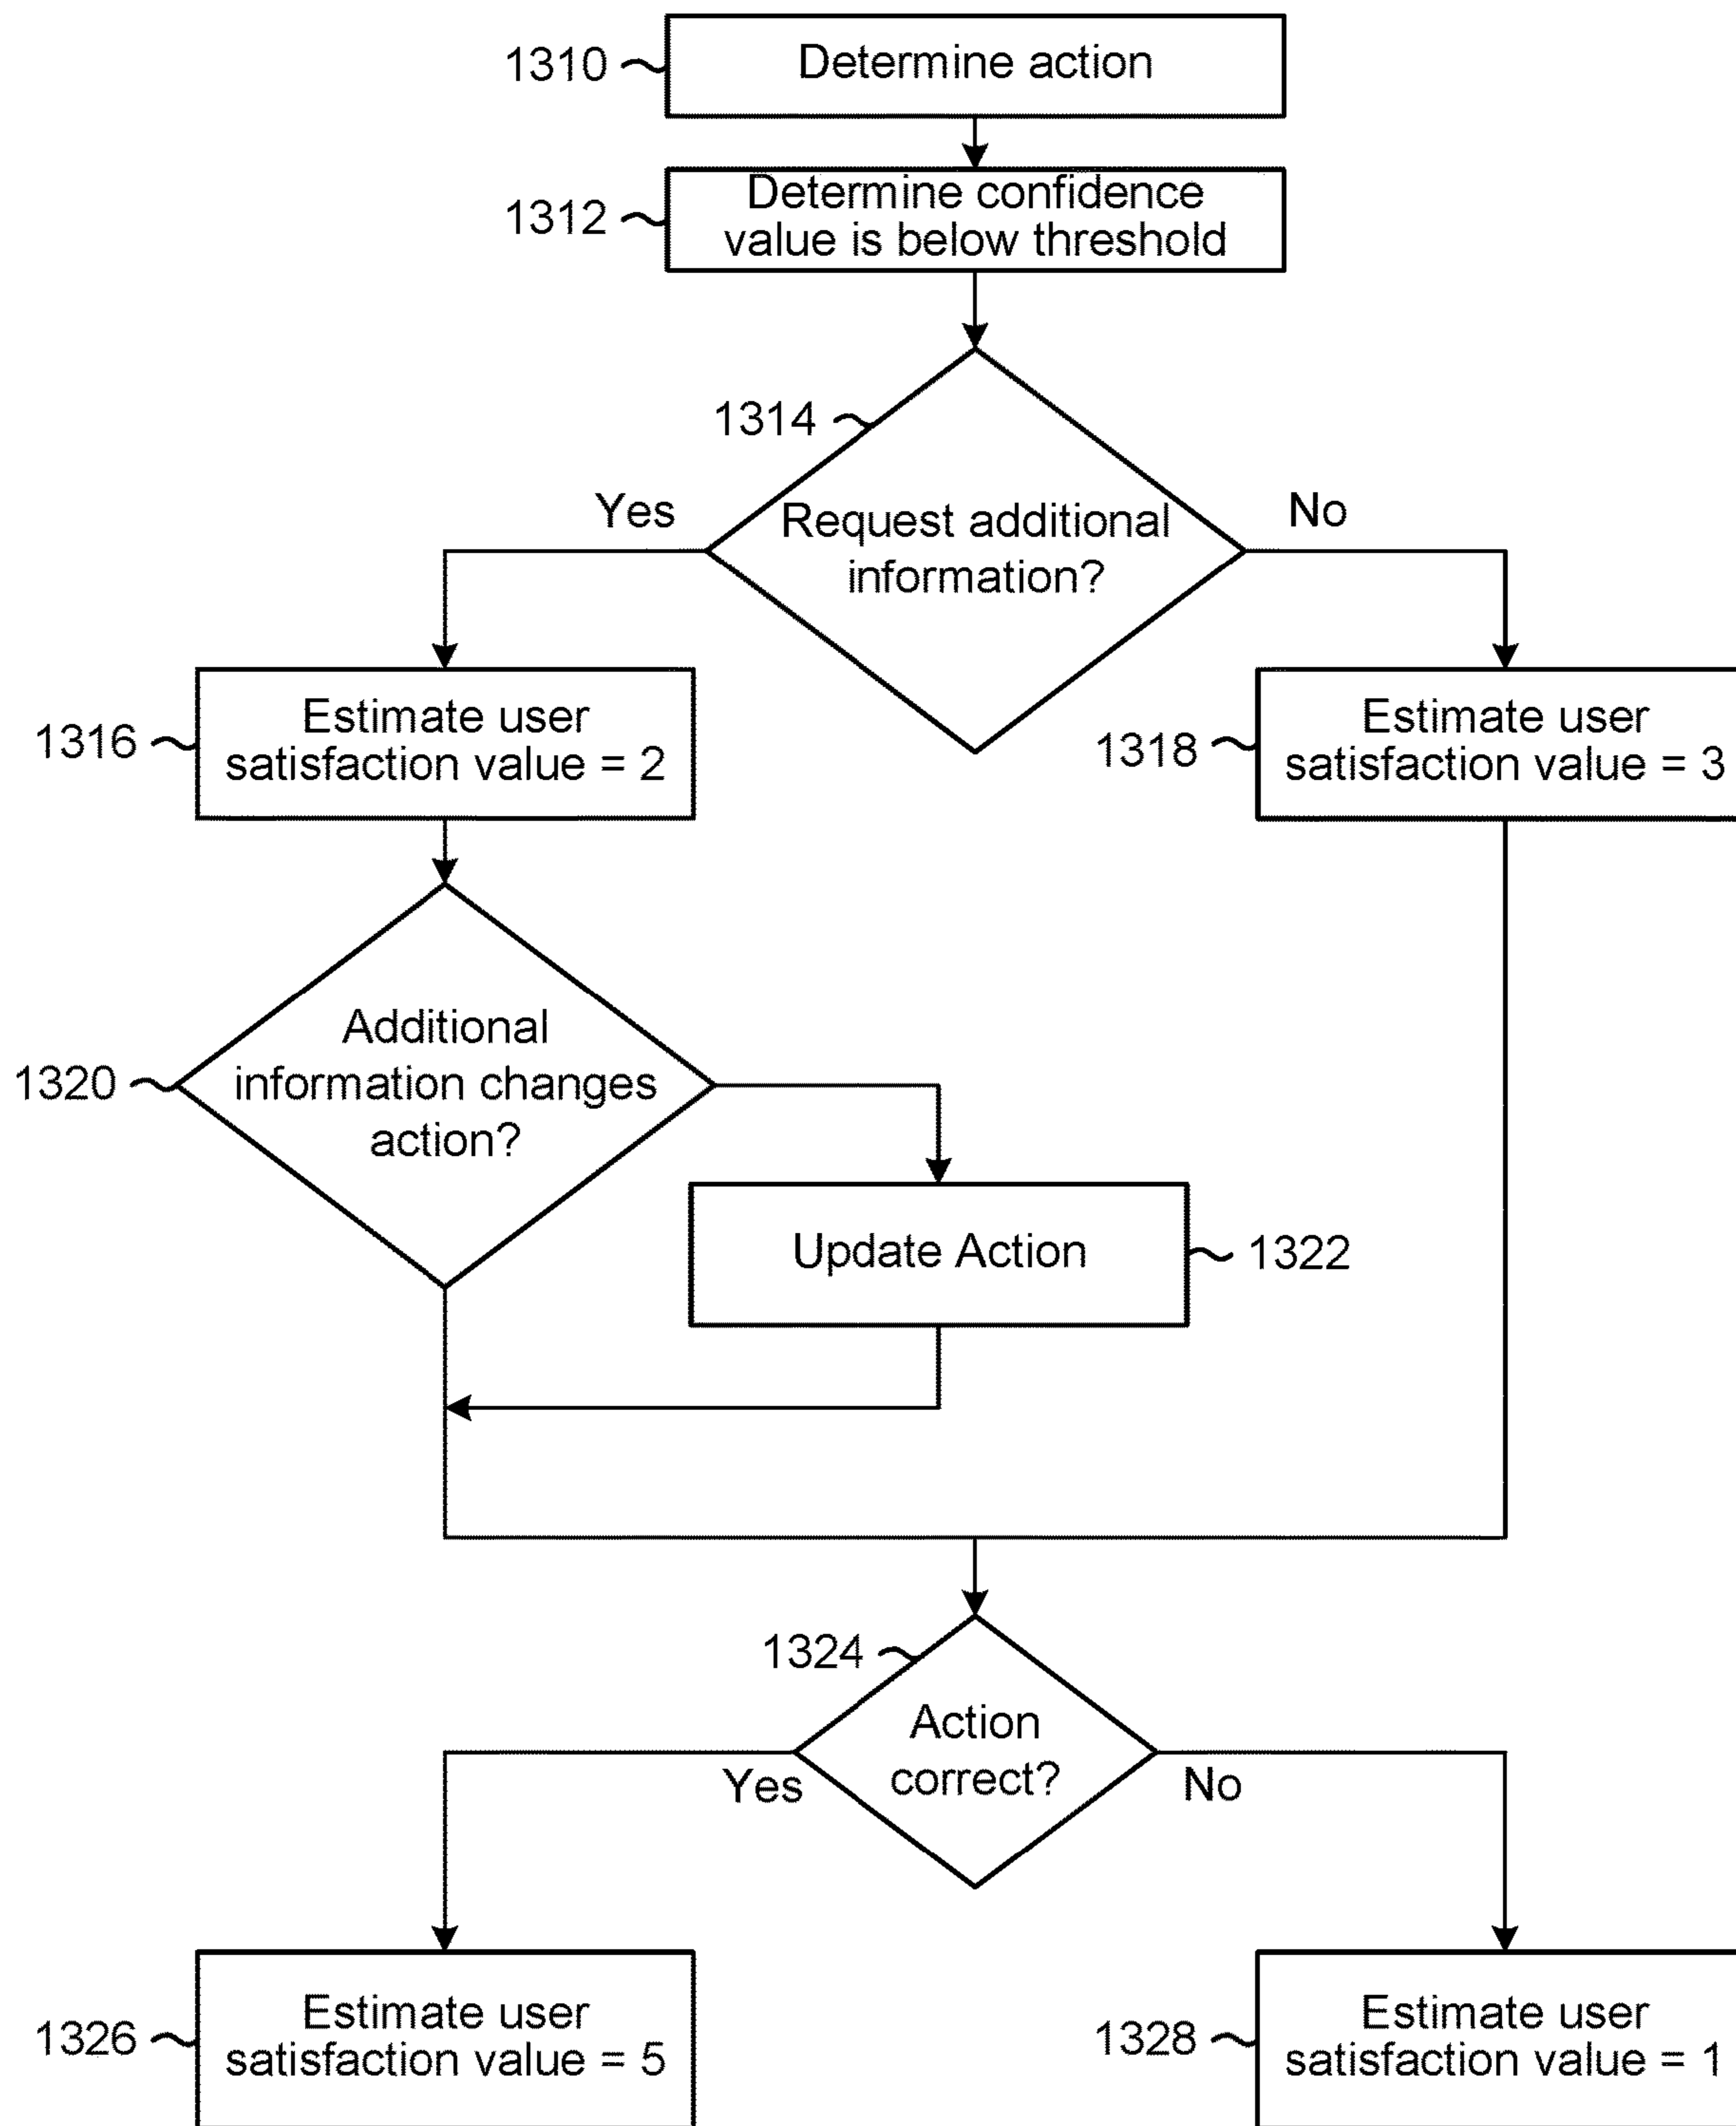 1310
Determine action
1312
Determine confidence
value is below threshold
1314
Yes
Request additional
information?
No
1316
Estimate user
satisfaction value = 2
1318
Estimate user
satisfaction value = 3
1320
Additional
information changes
action?
Update Action
1322
1324
Action
correct?
Yes
No
1326
Estimate user
satisfaction value = 5
1328
Estimate user
satisfaction value = 1